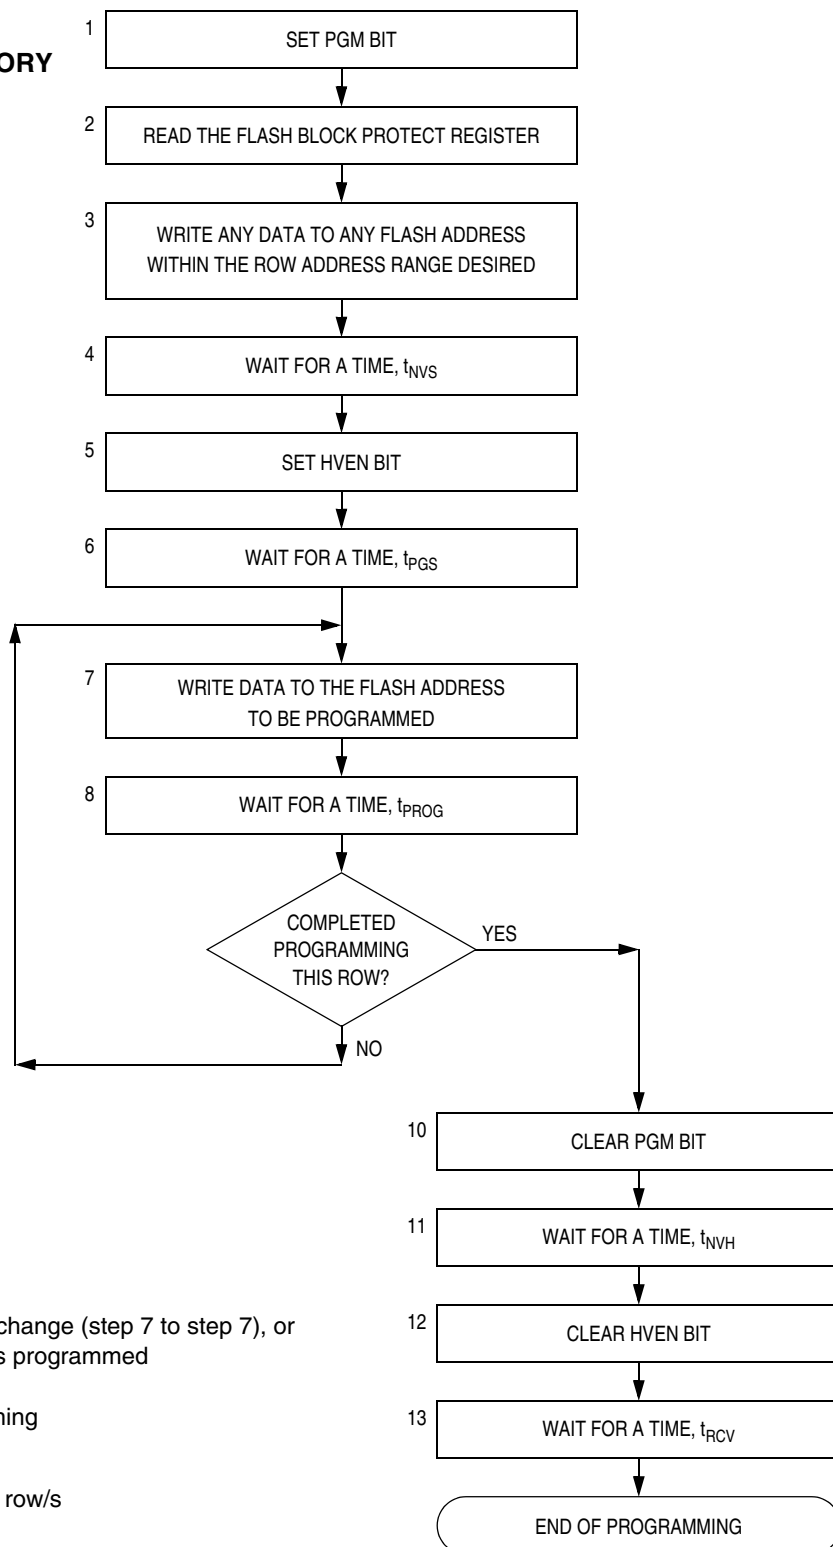 1
SET PGM BIT
ORY
2
READ THE FLASH BLOCK PROTECT REGISTER
3
WRITE ANY DATA TO ANY FLASH ADDRESS
WITHIN THE ROW ADDRESS RANGE DESIRED
4
WAIT FOR A TIME, tNVS
5
SET HVEN BIT
6
WAIT FOR A TIME, tPGS
7
WRITE DATA TO THE FLASH ADDRESS
TO BE PROGRAMMED
8
WAIT FOR A TIME, tPROG
COMPLETED
PROGRAMMING
THIS ROW?
YES
NO
10
CLEAR PGM BIT
11
WAIT FOR A TIME, tNVH
12
CLEAR HVEN BIT
13
WAIT FOR A TIME, tRCV
END OF PROGRAMMING
change (step 7 to step 7), or
s programmed
ning
row/s